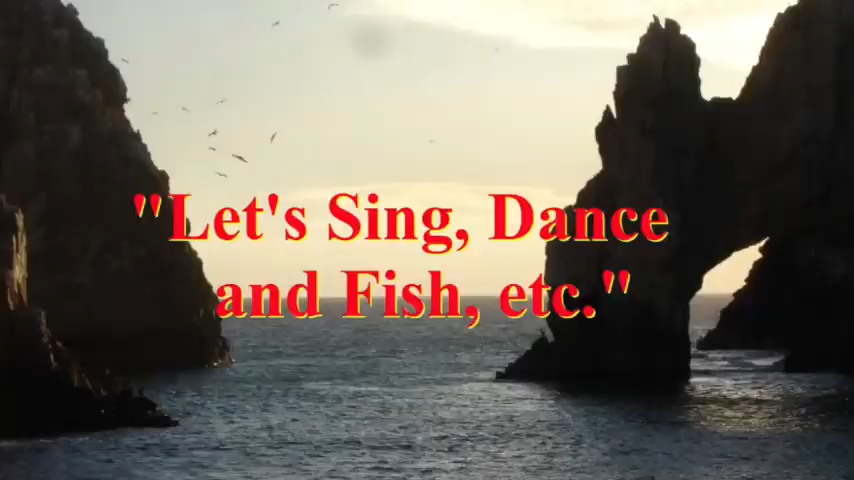 "Let's Sing, Dance
and Fish, etc."